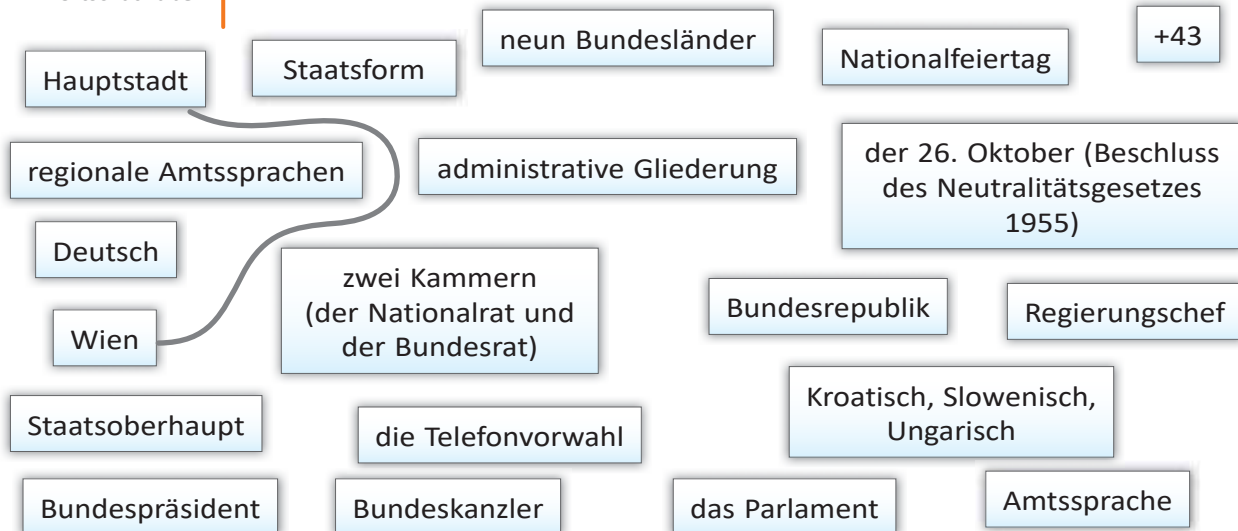 neun Bundesländer
+43
Staatsform
Nationalfeiertag
Hauptstadt
regionale Amtssprachen
administrative Gliederung
der 26. Oktober (Beschluss
des Neutralitätsgesetzes
1955)
Deutsch
zwei Kammern
(der Nationalrat und
der Bundesrat)
Bundesrepublik
Regierungschef
Wien
Kroatisch, Slowenisch,
Ungarisch
Staatsoberhaupt
die Telefonvorwahl
Bundespräsident
Bundeskanzler
das Parlament
Amtssprache